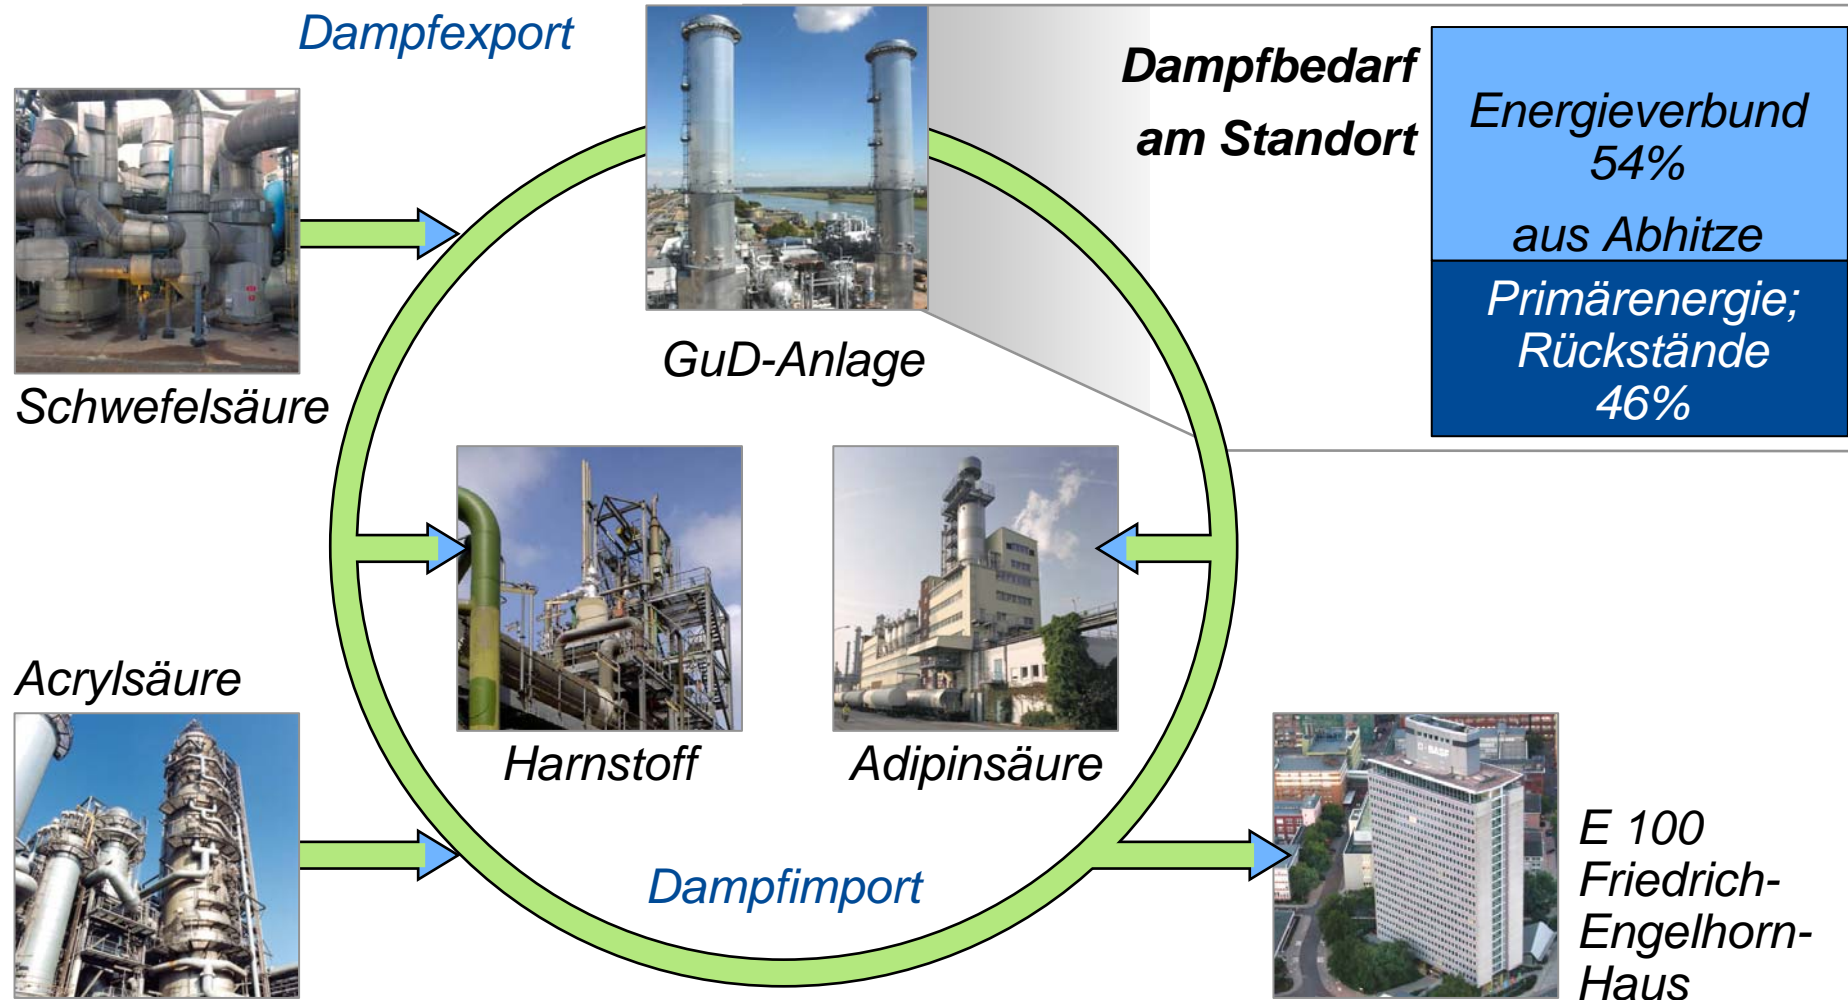 Dampfexport
Dampfbedarf
am Standort
Energieverbund
54%
aus Abhitze
Primärenergie;
Rückstände
46%
GuD-Anlage
Schwefelsäure
Harnstoff
Adipinsäure
Acrylsäure
Dampfimport
BASF
E 100
Friedrich-
Engelhorn-
Haus